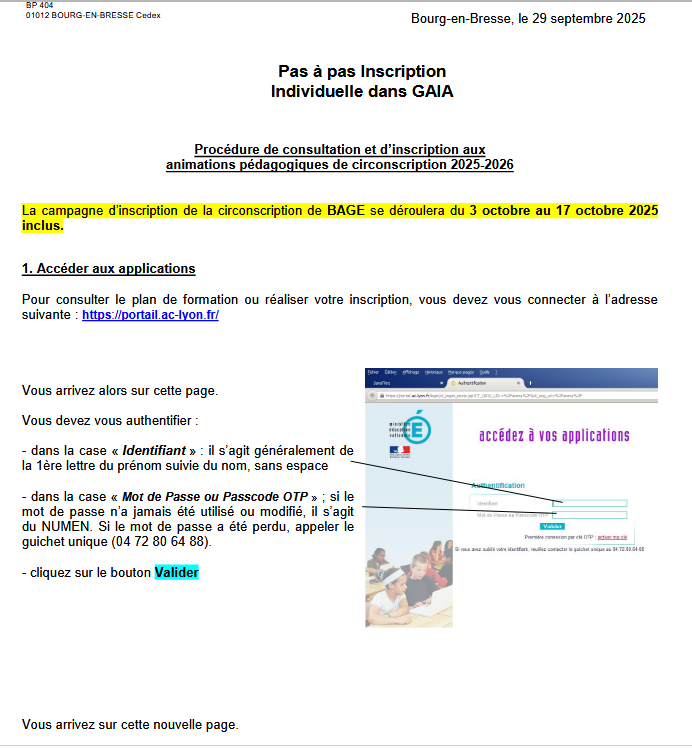 BP 404
01012 BOURG-EN-BRESSE Cedex
Bourg-en-Bresse, le 29 septembre 2025
Pas à pas Inscription
Individuelle dans GAIA
Procédure de consultation et d'inscription aux
animations pédagogiques de circonscription 2025-2026
La campagne d'inscription de la circonscription de BAGE se déroulera du 3 octobre au 17 octobre 2025
inclus.
1. Accéder aux applications
Pour consulter le plan de formation ou réaliser votre inscription, vous devez vous connecter à l'adresse
suivante : https://portail.ac-lyon.fr/
Vous arrivez alors sur cette page.
Vous devez vous authentifier :
- dans la case « Identifiant » : il s'agit généralement de
la 1ère lettre du prénom suivie du nom, sans espace
- dans la case « Mot de Passe ou Passcode OTP » ; si le
mot de passe n'a jamais été utilisé ou modifié, il s'agit
du NUMEN. Si le mot de passe a été perdu, appeler le
guichet unique (04 72 80 64 88).
- cliquez sur le bouton Valider
Fichier Édition Affichage Historique Marque-pages Outils ?
Authentification
accédez à vos applications
Authentification
Identifiant
Mot de Passe ou Passcode OTP
Valider
Première connexion par clé OTP : activer ma clé
Si vous avez oublié votre identifiant, veuillez contacter le guichet unique au 04 72 80 64 88
Vous arrivez sur cette nouvelle page.